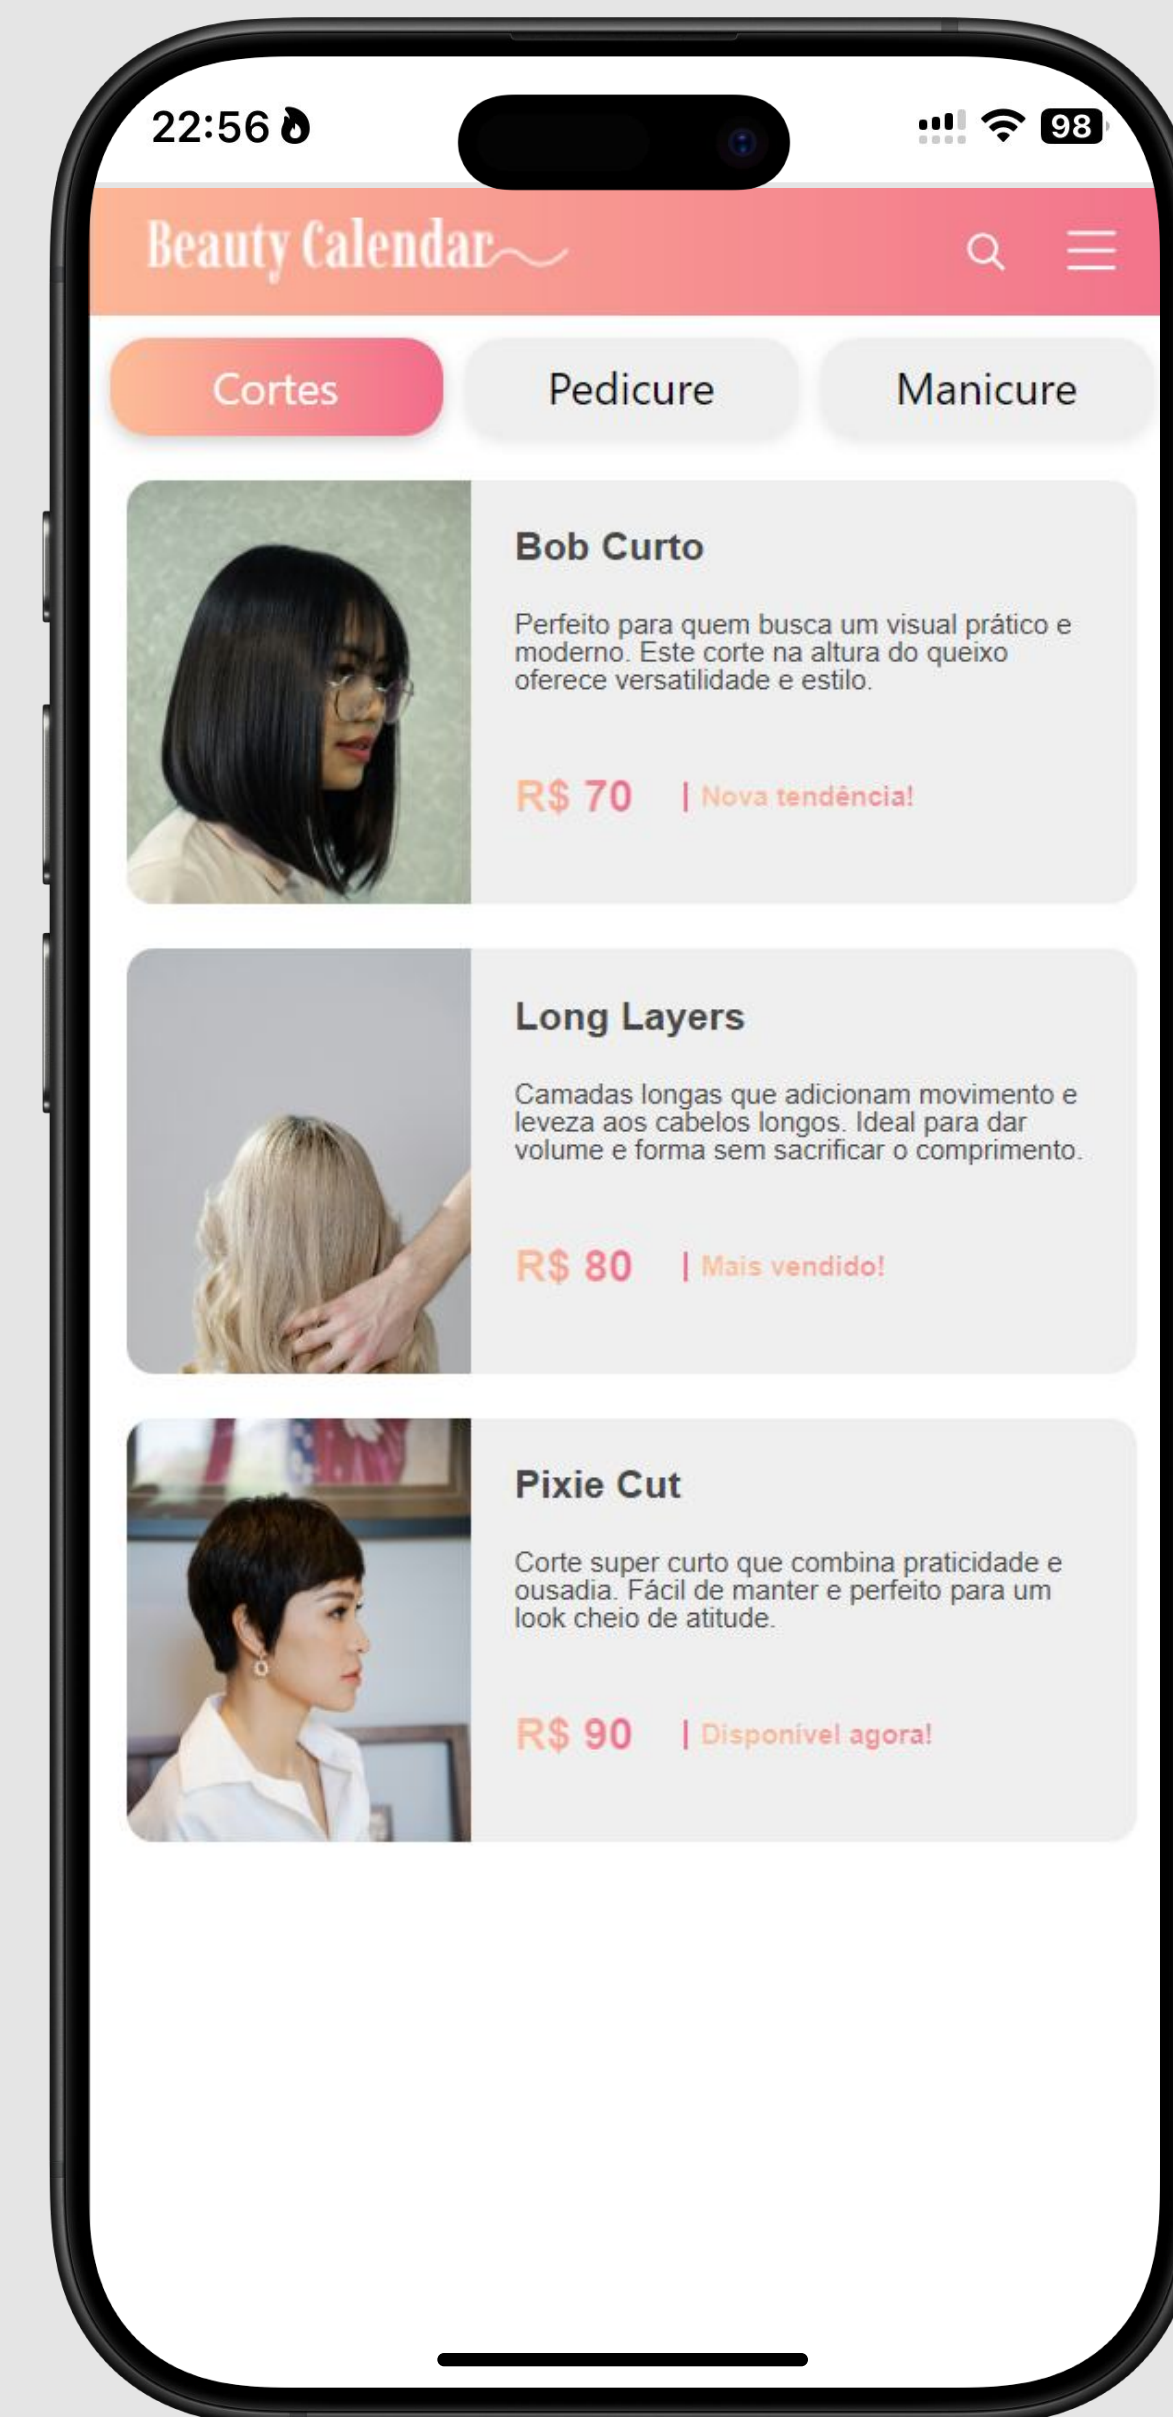 22:56
98
Beauty Calendar
Cortes
Pedicure
Manicure
Bob Curto
Perfeito para quem busca um visual prático e
moderno. Este corte na altura do queixo
oferece versatilidade e estilo.
R$ 70 | Nova tendência!
Long Layers
Camadas longas que adicionam movimento e
leveza aos cabelos longos. Ideal para dar
volume e forma sem sacrificar o comprimento.
R$ 80 | Mais vendido!
Pixie Cut
Corte super curto que combina praticidade e
ousadia. Fácil de manter e perfeito para um
look cheio de atitude.
R$ 90 | Disponível agora!